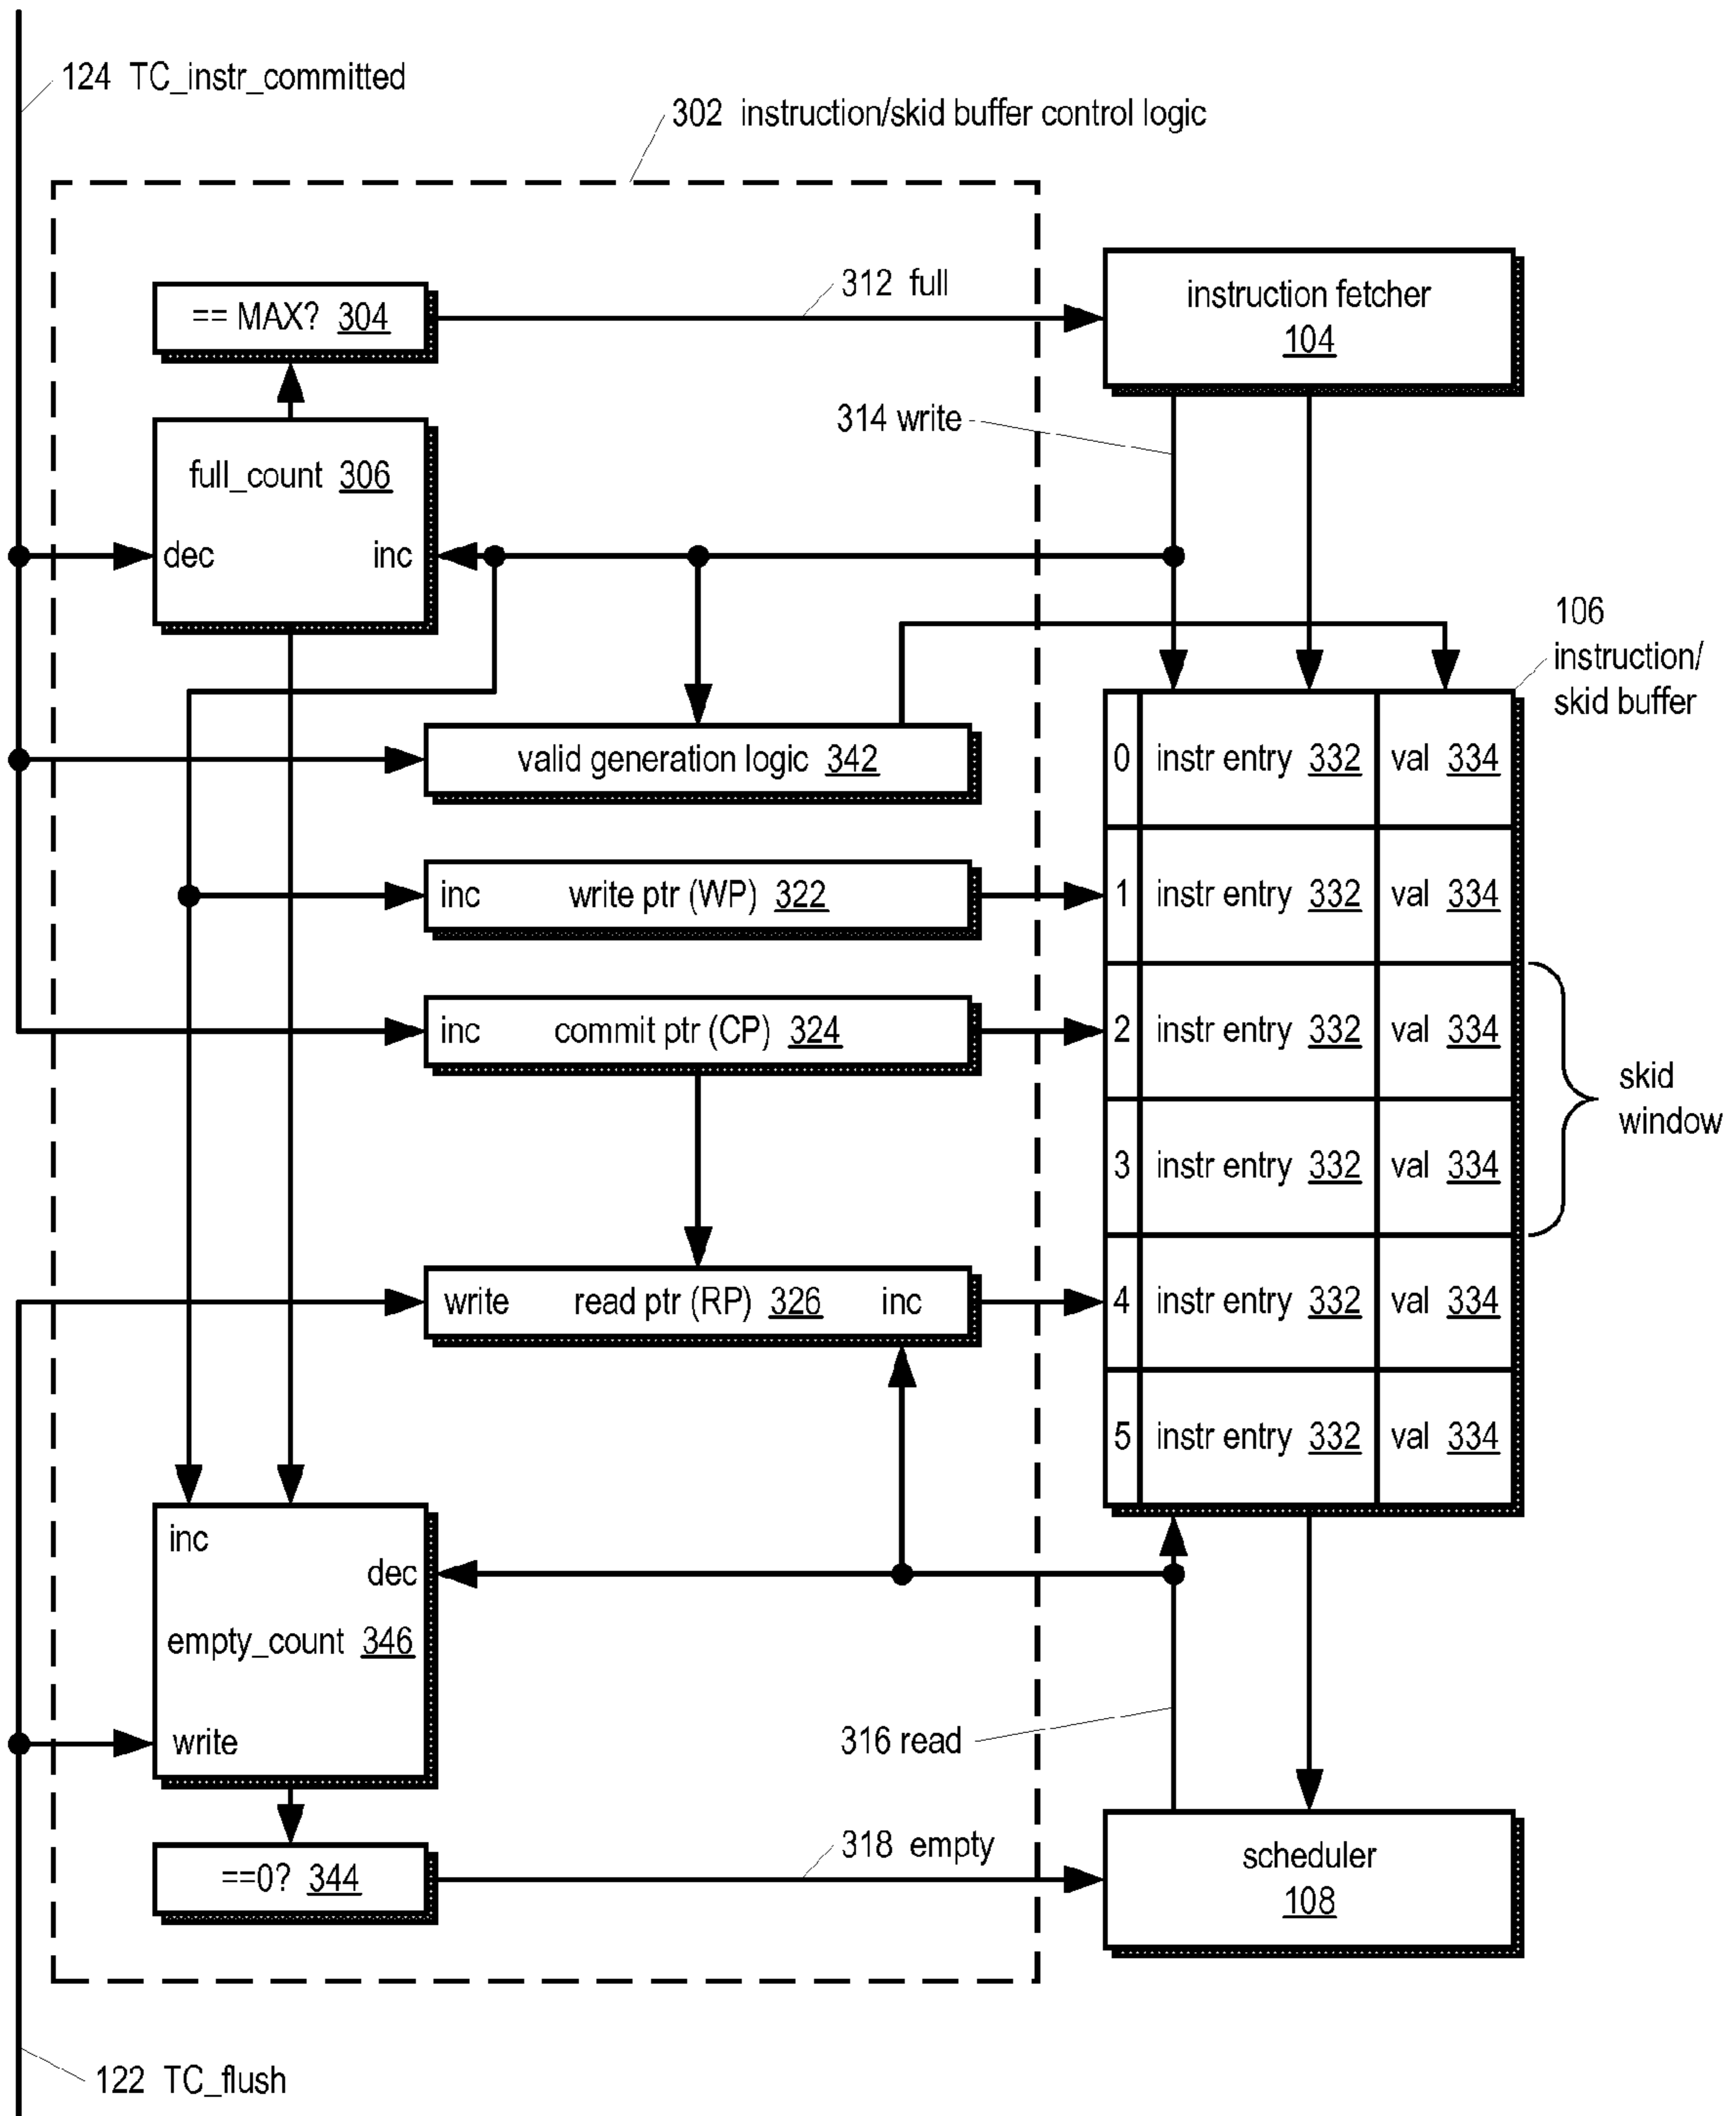 124 TC_instr_committed
302 instruction/skid buffer control logic
== MAX? 304
312 full
instruction fetcher
104
314 write
full_count 306
dec inc
106
instruction/
skid buffer
valid generation logic 342
0 instr entry 332 val 334
inc write ptr (WP) 322
1 instr entry 332 val 334
inc commit ptr (CP) 324
2 instr entry 332 val 334
skid
window
3 instr entry 332 val 334
write read ptr (RP) 326 inc
4 instr entry 332 val 334
5 instr entry 332 val 334
inc
dec
empty_count 346
write
316 read
==0? 344
318 empty
scheduler
108
122 TC_flush